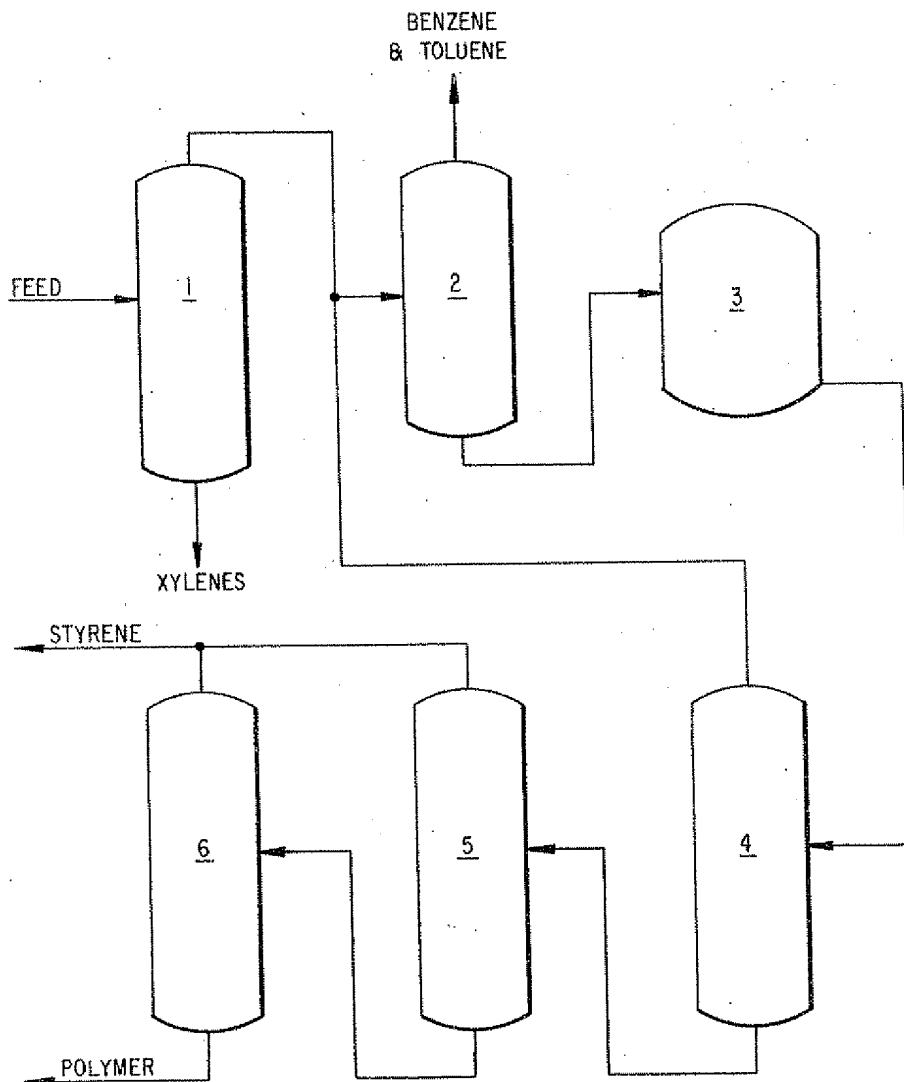 BENZENE
& TOLUENE
FEED
1
2
3
XYLENES
STYRENE
6
5
4
POLYMER